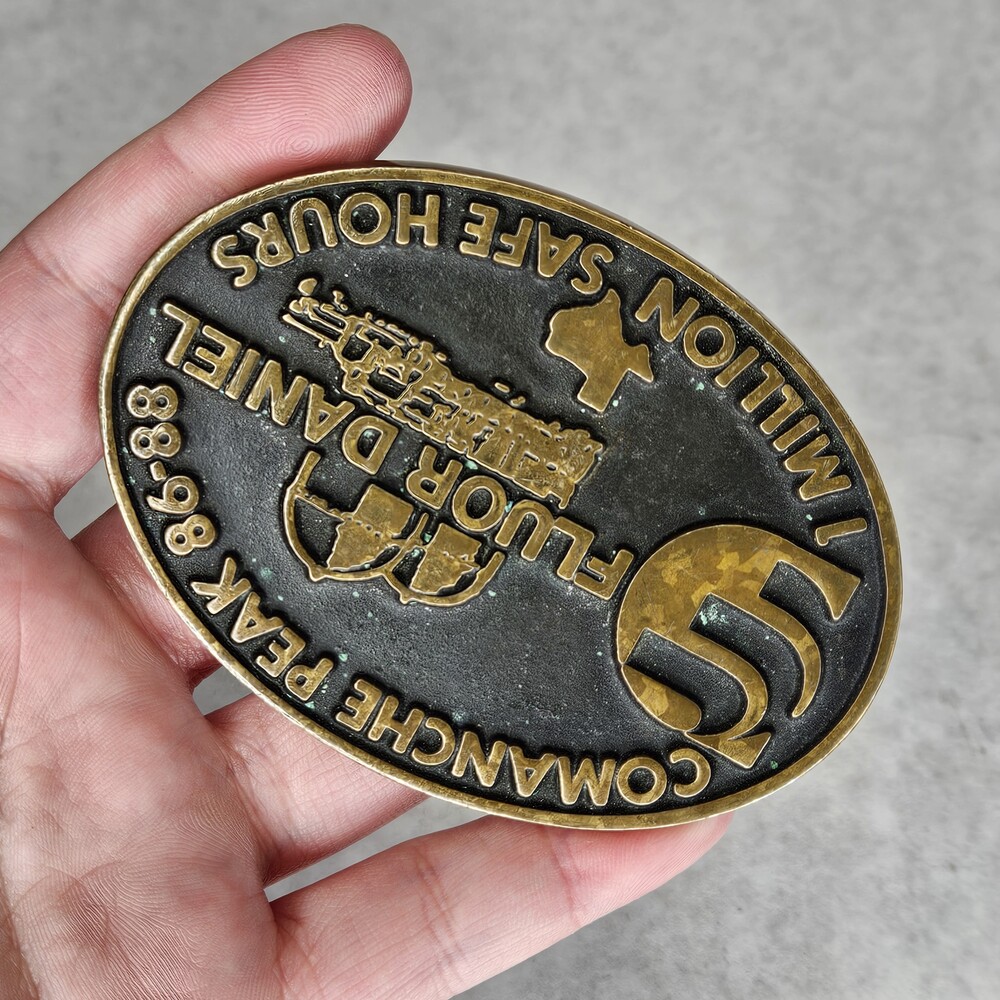 COMANCHE PEAK 86-88
FLUOR DANIEL
1 MILLION SAFE HOURS